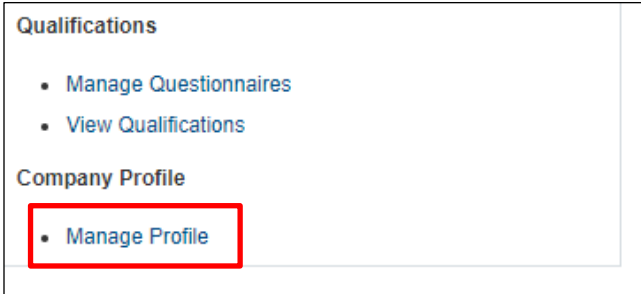 Qualifications
Manage Questionnaires
View Qualifications
Company Profile
Manage Profile